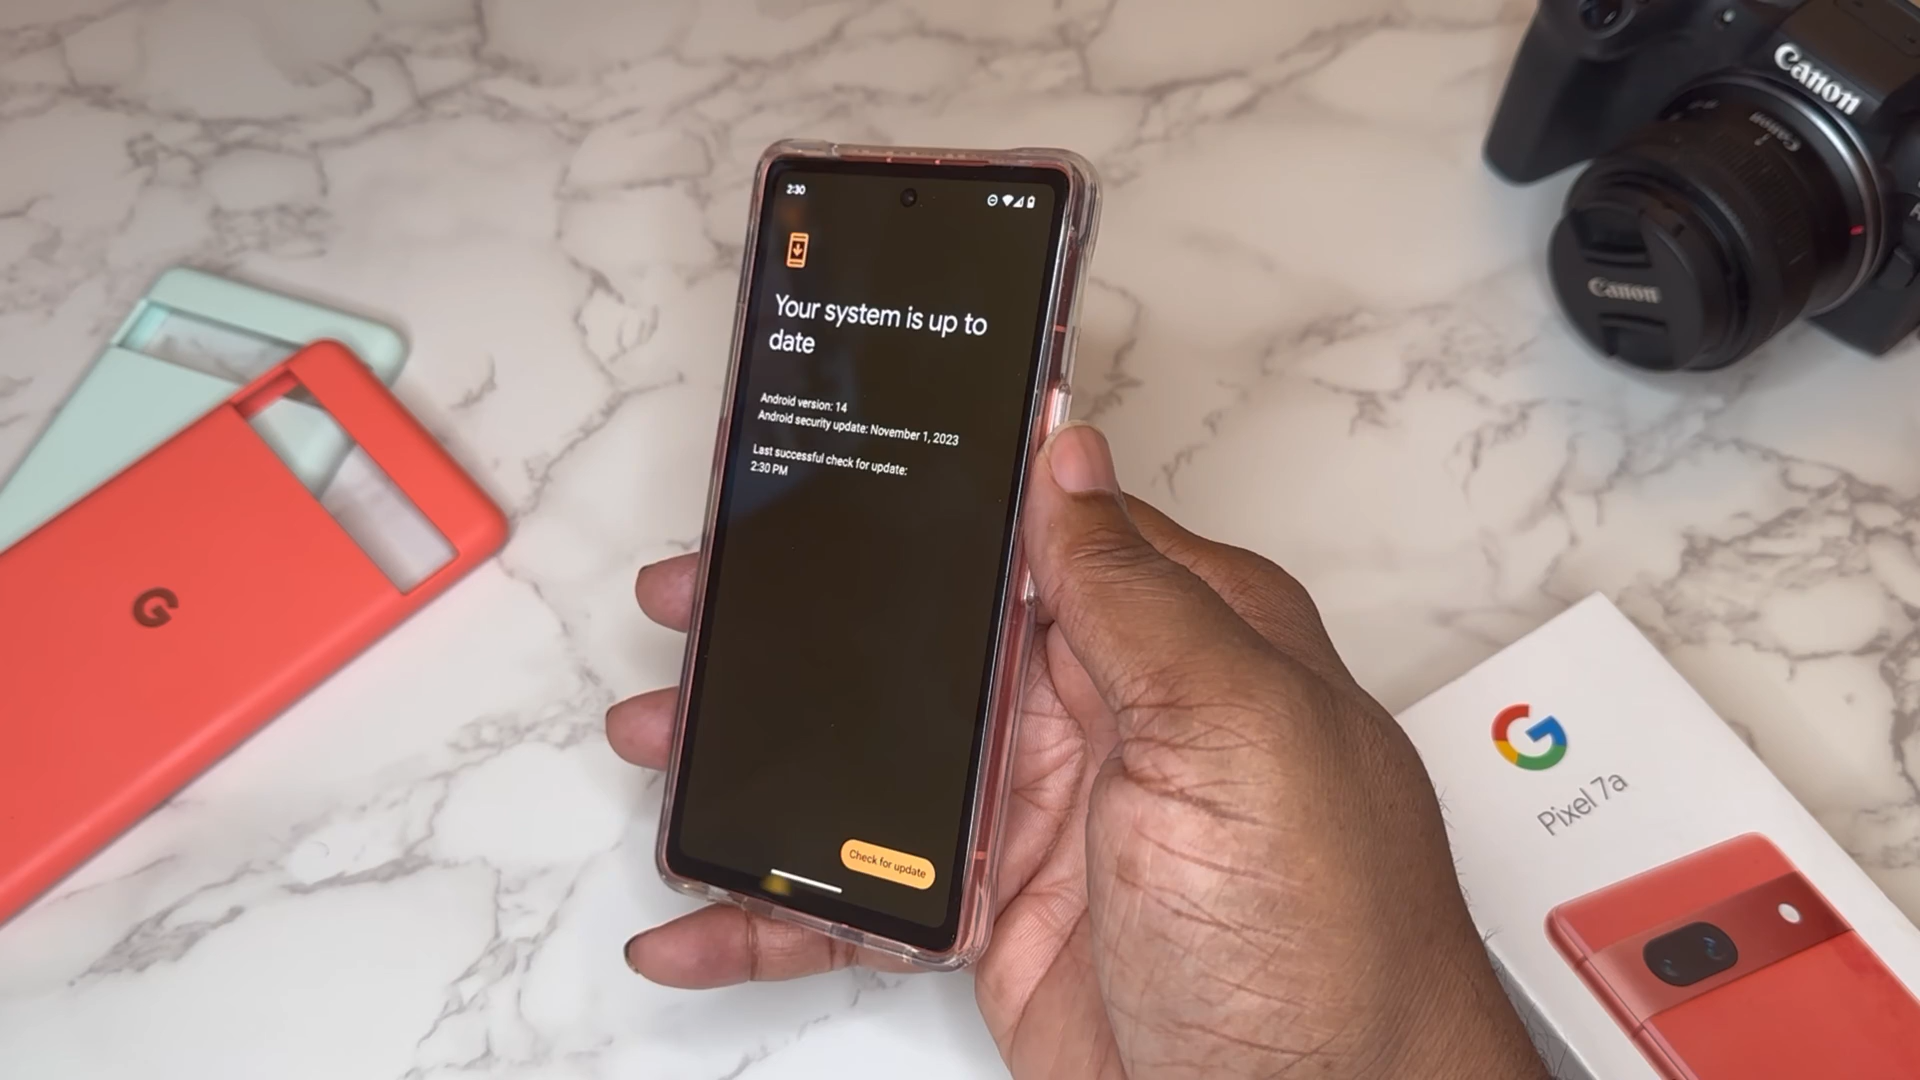 2:30
Your system is up to
date
Android version: 14
Android security update: November 1, 2023
Last successful check for update:
2:30 PM
Check for update
Canon
Canon
Canon
G
G
Pixel 7a